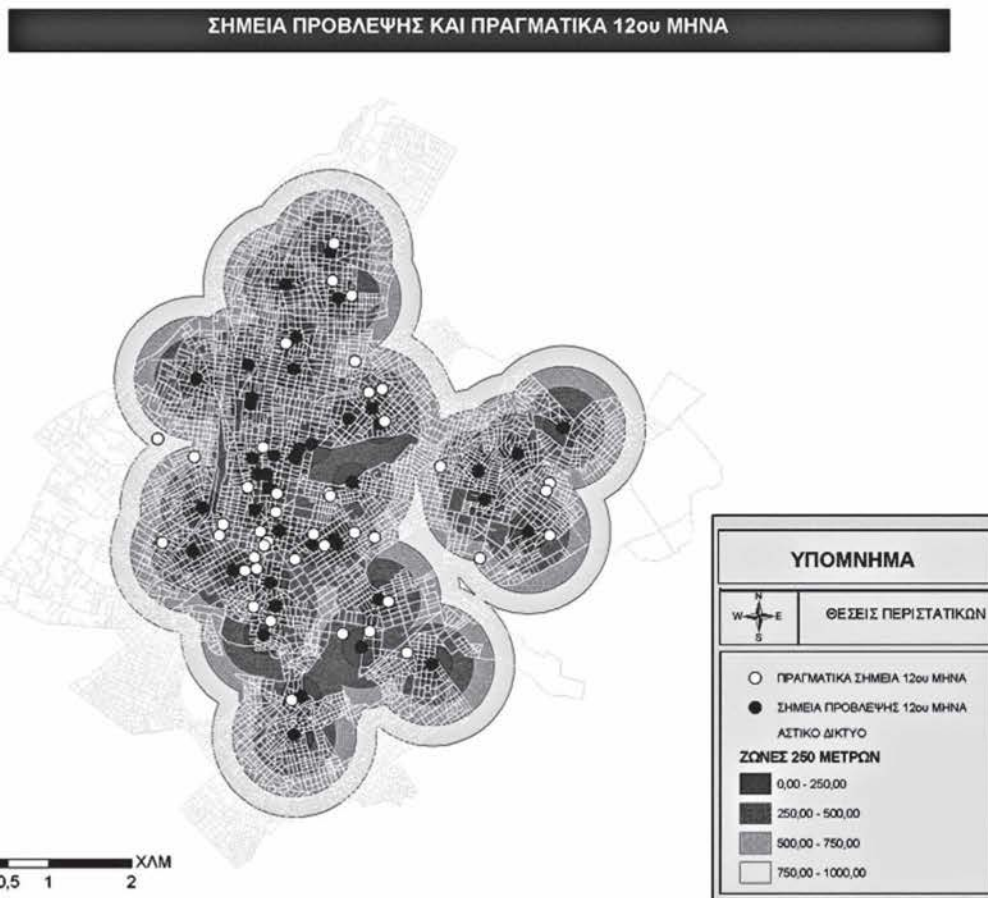 ΣΗΜΕΙΑ ΠΡΟΒΛΕΨΗΣ ΚΑΙ ΠΡΑΓΜΑΤΙΚΑ 12ου ΜΗΝΑ
ΥΠΟΜΝΗΜΑ
N
W E
S
ΘΕΣΕΙΣ ΠΕΡΙΣΤΑΤΙΚΩΝ
ΠΡΑΓΜΑΤΙΚΑ ΣΗΜΕΙΑ 12ου ΜΗΝΑ
ΣΗΜΕΙΑ ΠΡΟΒΛΕΨΗΣ 12ου ΜΗΝΑ
ΑΣΤΙΚΟ ΔΙΚΤΥΟ
ΖΩΝΕΣ 250 ΜΕΤΡΩΝ
0,00 - 250,00
250,00 - 500,00
500,00 - 750,00
750,00 - 1000,00
ΧΛΜ
0,5 1 2